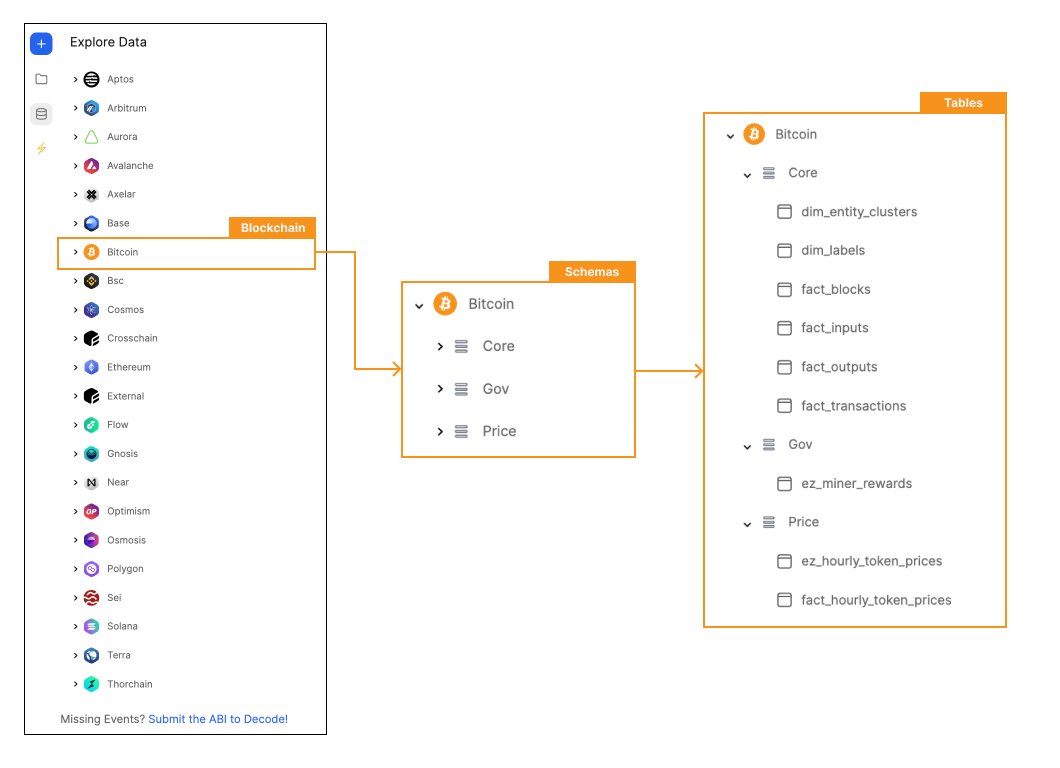 Explore Data
Aptos
Arbitrum
Aurora
Avalanche
Axelar
Base
Blockchain
Bitcoin
Bsc
Cosmos
Crosschain
Ethereum
External
Flow
Gnosis
Near
OP
Optimism
Osmosis
Polygon
Sei
Solana
Terra
Thorchain
Missing Events? Submit the ABI to Decode!
Schemas
Bitcoin
Core
Gov
Price
Tables
Bitcoin
Core
dim_entity_clusters
dim_labels
fact_blocks
fact_inputs
fact_outputs
fact_transactions
Gov
ez_miner_rewards
Price
ez_hourly_token_prices
fact_hourly_token_prices